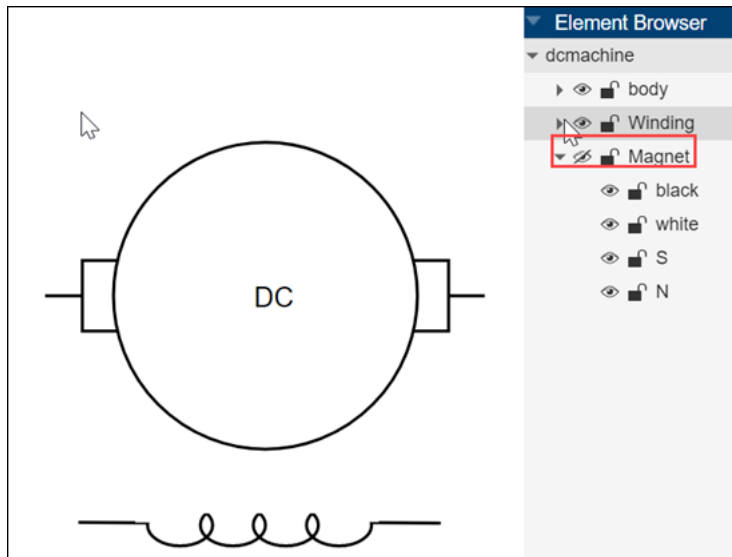 Element Browser
dcmachine
body
Winding
Magnet
black
white
S
N
DC